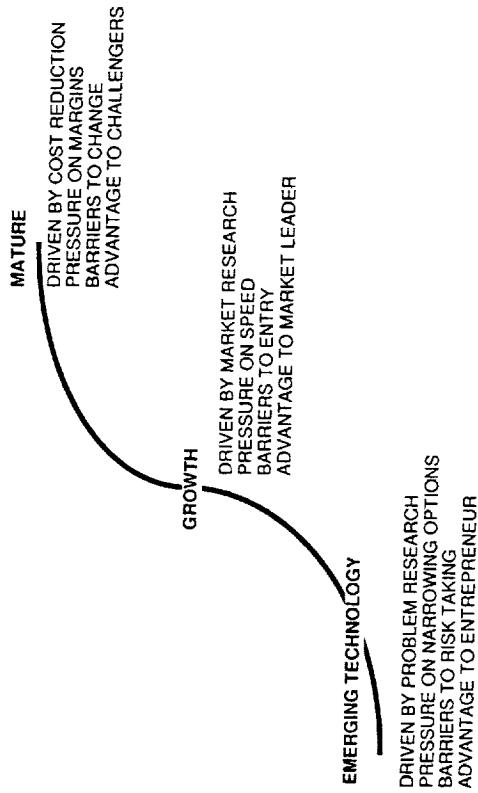 EMERGING TECHNOLOGY
DRIVEN BY PROBLEM RESEARCH
PRESSURE ON NARROWING OPTIONS
BARRIERS TO RISK TAKING
ADVANTAGE TO ENTREPRENEUR
GROWTH
DRIVEN BY MARKET RESEARCH
PRESSURE ON SPEED
BARRIERS TO ENTRY
ADVANTAGE TO MARKET LEADER
MATURE
DRIVEN BY COST REDUCTION
PRESSURE ON MARGINS
BARRIERS TO CHANGE
ADVANTAGE TO CHALLENGERS